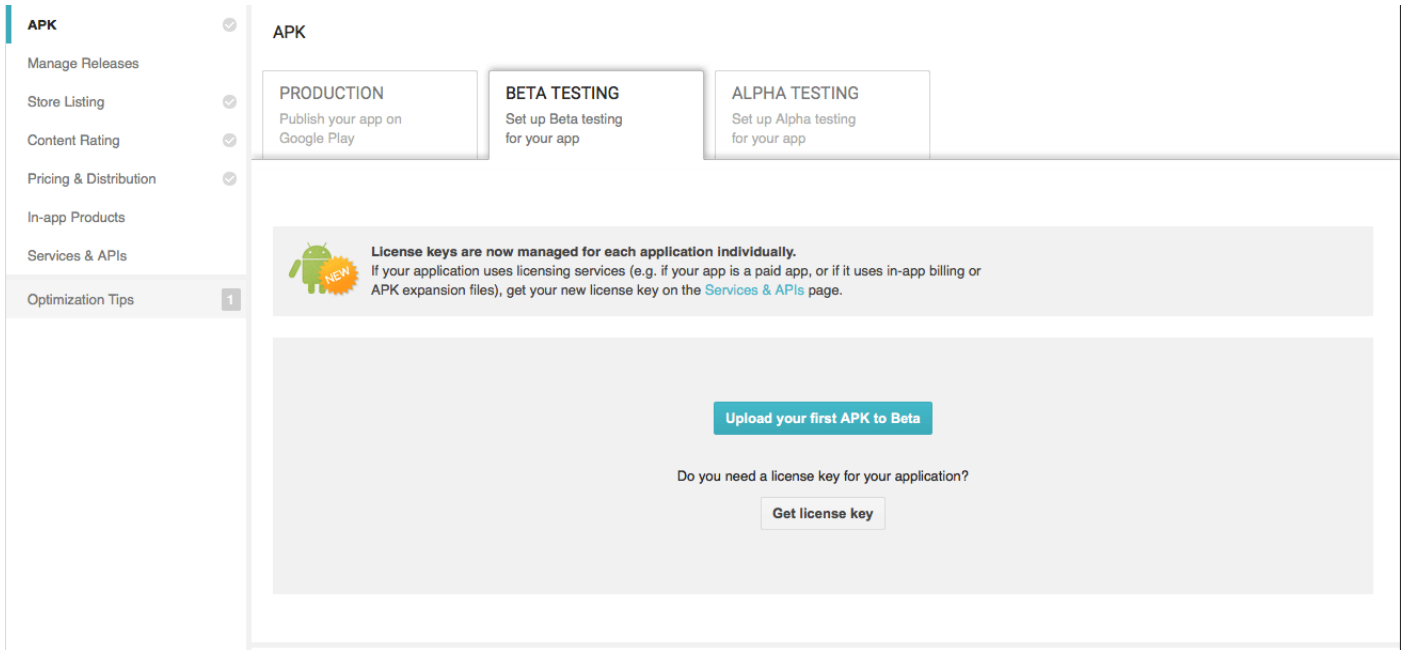 APK
Manage Releases
Store Listing
Content Rating
Pricing & Distribution
In-app Products
Services & APIs
Optimization Tips
1
APK
PRODUCTION
Publish your app on
Google Play
BETA TESTING
Set up Beta testing
for your app
ALPHA TESTING
Set up Alpha testing
for your app
NEW
License keys are now managed for each application individually.
If your application uses licensing services (e.g. if your app is a paid app, or if it uses in-app billing or
APK expansion files), get your new license key on the Services & APIs page.
Upload your first APK to Beta
Do you need a license key for your application?
Get license key